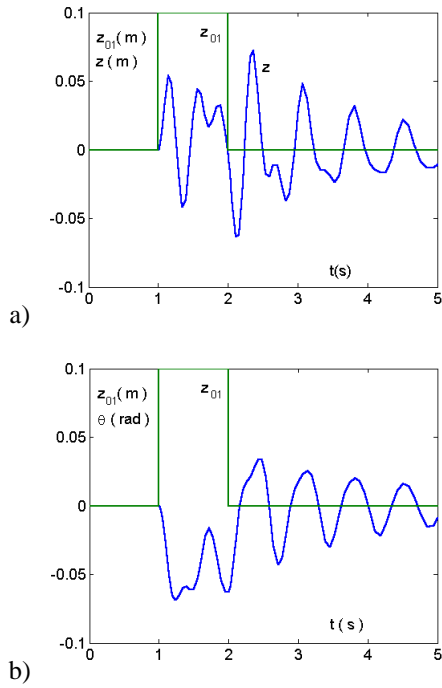 0.1
z01 ( m )
z ( m )
z01
z
0.05
0
-0.05
-0.1
t(s)
0 1 2 3 4 5
a)
0.1
z01 ( m )
θ ( rad )
z01
0.05
0
-0.05
-0.1
t ( s )
0 1 2 3 4 5
b)